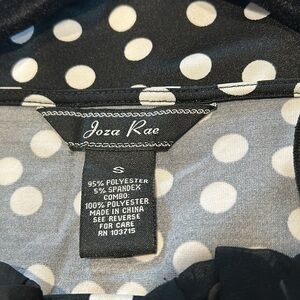 Joza Rae
S
95% POLYESTER
5% SPANDEX
COMBO:
100% POLYESTER
MADE IN CHINA
SEE REVERSE
FOR CARE
RN 103715